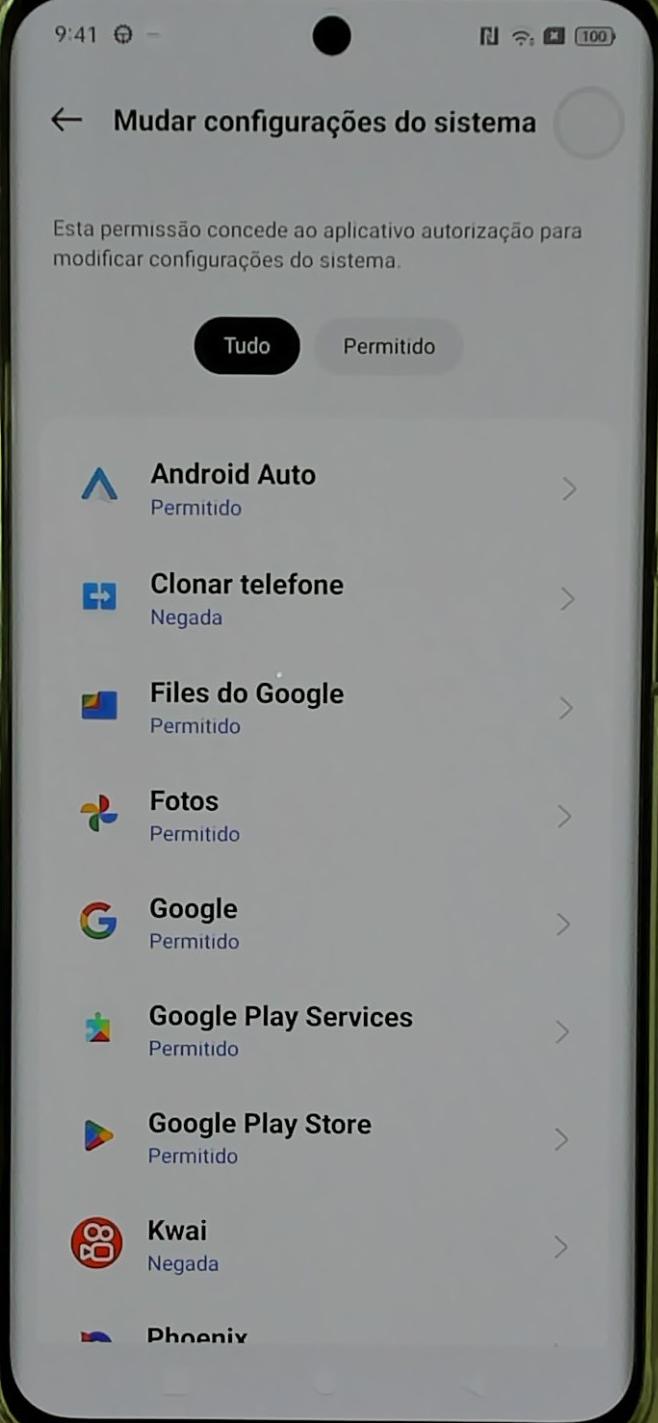 9:41
100
Mudar configurações do sistema
Esta permissão concede ao aplicativo autorização para
modificar configurações do sistema.
Tudo
Permitido
Android Auto
Permitido
Clonar telefone
Negada
Files do Google
Permitido
Fotos
Permitido
Google
Permitido
Google Play Services
Permitido
Google Play Store
Permitido
Kwai
Negada
Phoenix